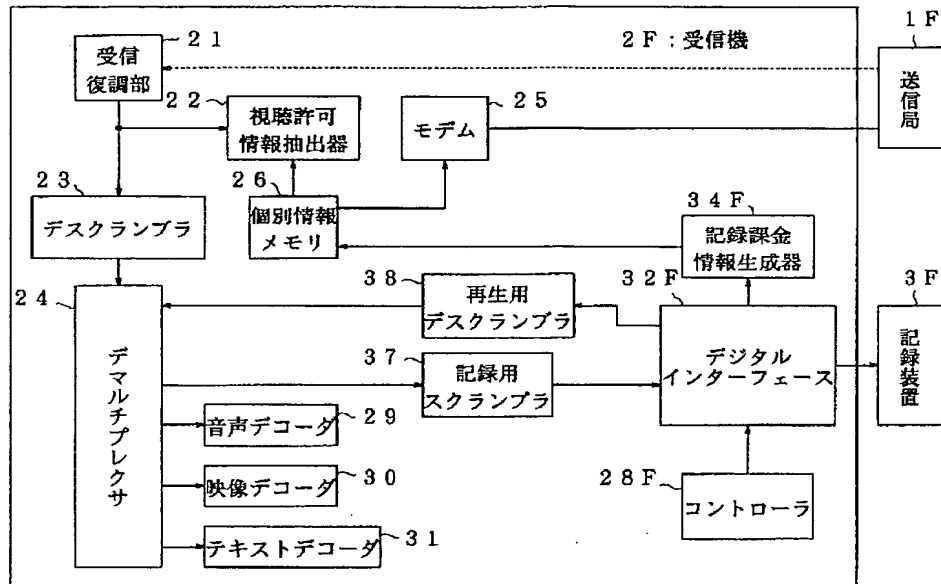 21
受信
復調部
2F：受信機
1F
送信局
22
視聴許可
情報抽出器
25
モデム
23
デスクランブラ
26
個別情報
メモリ
34F
記録課金
情報生成器
24
デマルチプレクサ
38
再生用
デスクランブラ
32F
デジタル
インターフェース
3F
記録装置
37
記録用
スクランブラ
音声デコーダ
29
映像デコーダ
30
28F
コントローラ
テキストデコーダ
31